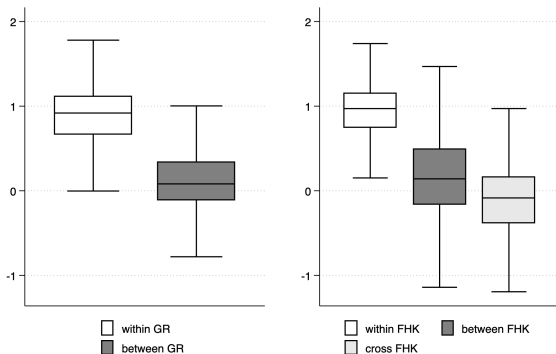 2
1
0
-1
within GR
between GR
2
1
0
-1
within FHK
between FHK
cross FHK